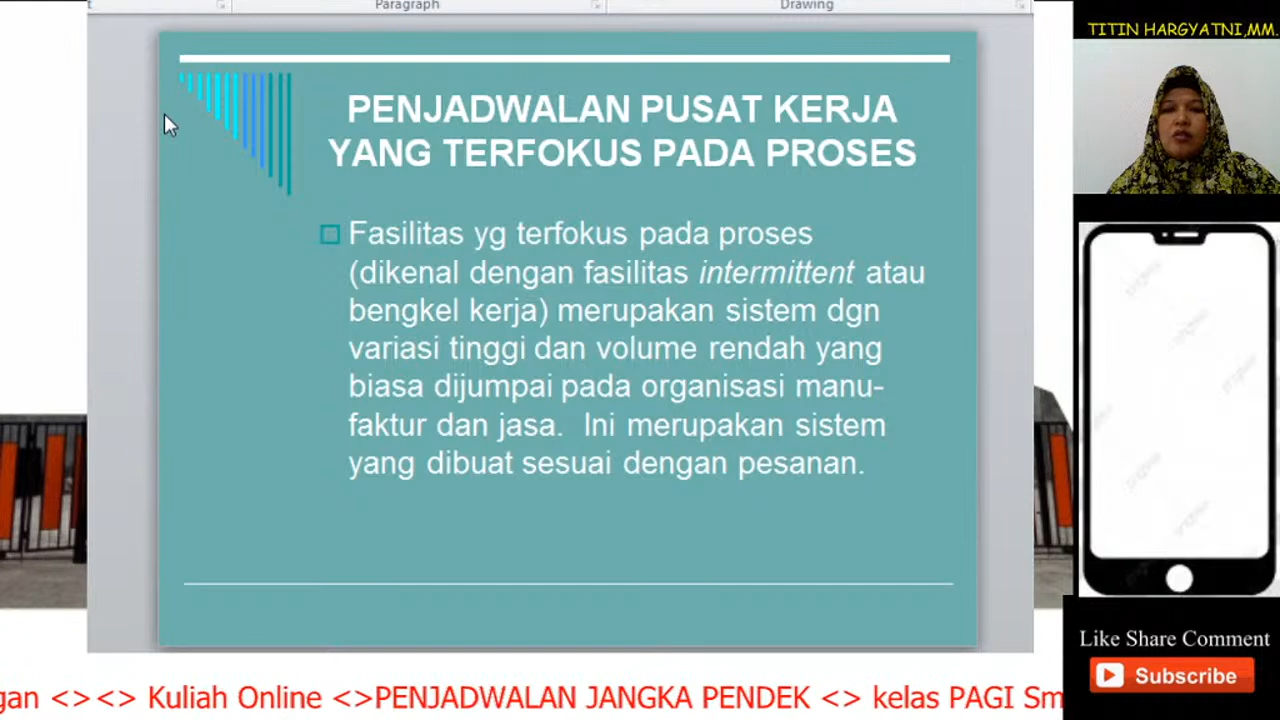 Paragraph
Drawing
TITIN HARGYATNI,MM.
PENJADWALAN PUSAT KERJA
YANG TERFOKUS PADA PROSES
Fasilitas yg terfokus pada proses
(dikenal dengan fasilitas intermittent atau
bengkel kerja) merupakan sistem dgn
variasi tinggi dan volume rendah yang
biasa dijumpai pada organisasi manu-
faktur dan jasa. Ini merupakan sistem
yang dibuat sesuai dengan pesanan.
Like Share Comment
Subscribe
gan <><> Kuliah Online <>PENJADWALAN JANGKA PENDEK <> kelas PAGI Sm